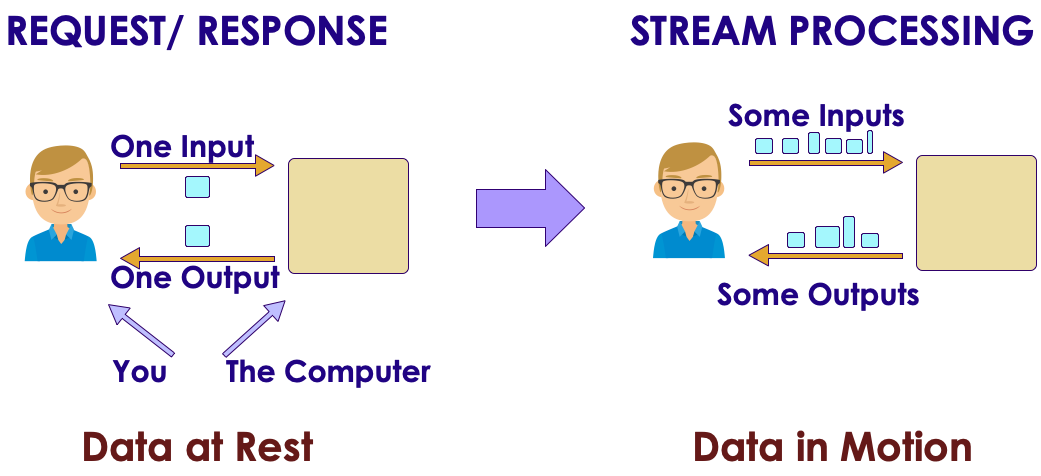 REQUEST/ RESPONSE
One Input
One Output
You
The Computer
Data at Rest
STREAM PROCESSING
Some Inputs
Some Outputs
Data in Motion